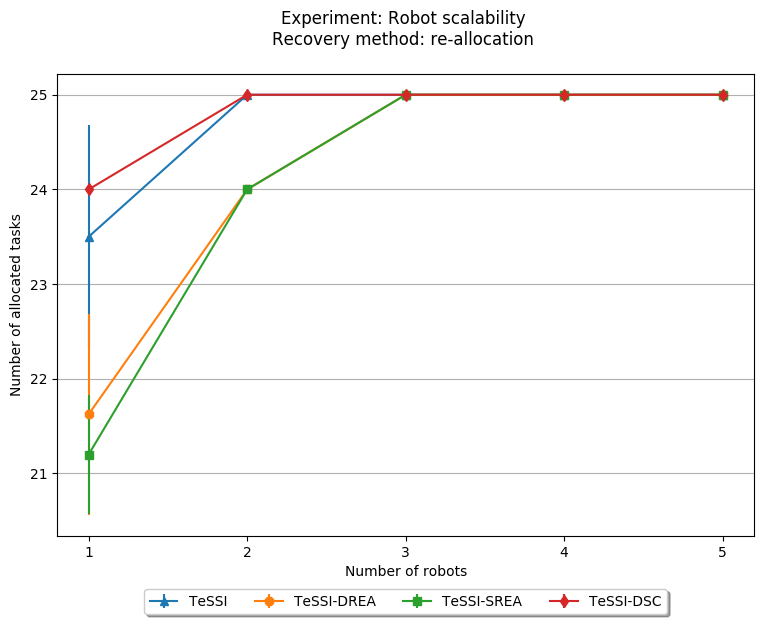 Experiment: Robot scalability
Recovery method: re-allocation
Number of allocated tasks
25
24
23
22
21
1 2 3 4 5
Number of robots
TeSSI TeSSI-DREA TeSSI-SREA TeSSI-DSC